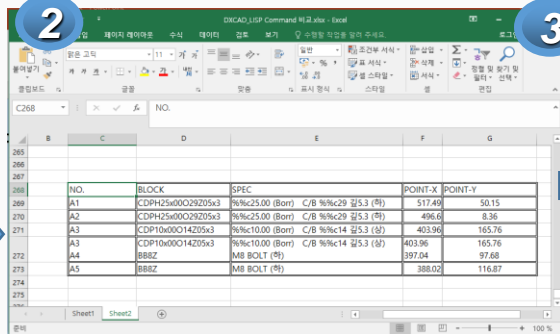 2
3
DXCAD_LISP Command 비교.xlsx - Excel
삽입 페이지 레이아웃 수식 데이터 검토 보기 수행할 작업을 알려 주세요. 로그인
붙여넣기
맑은 고딕 11
일반
조건부 서식
표 서식
셀 스타일
삽입
삭제
서식
정렬 및 필터
찾기 및 선택
클립보드 글꼴 맞춤 표시 형식 스타일 셀 편집
C268 fx NO.
B C D E F G
265
266
267
268 NO. BLOCK SPEC POINT-X POINT-Y
269 A1 CDPH25x00O29Z05x3 %%c25.00 (Borr) C/B %%c29 깊5.3 (하) 517.49 50.15
270 A2 CDPH25x00O29Z05x3 %%c25.00 (Borr) C/B %%c29 깊5.3 (하) 496.6 8.36
271 A3 CDP10x00O14Z05x3 %%c10.00 (Borr) C/B %%c14 깊5.3 (상) 403.96 165.76
A3 CDP10x00O14Z05x3 %%c10.00 (Borr) C/B %%c14 깊5.3 (상) 403.96 165.76
272 A4 BB8Z M8 BOLT (하) 397.04 97.68
273 A5 BB8Z M8 BOLT (하) 388.02 116.87
274
275
Sheet1 Sheet2
준비 100 %